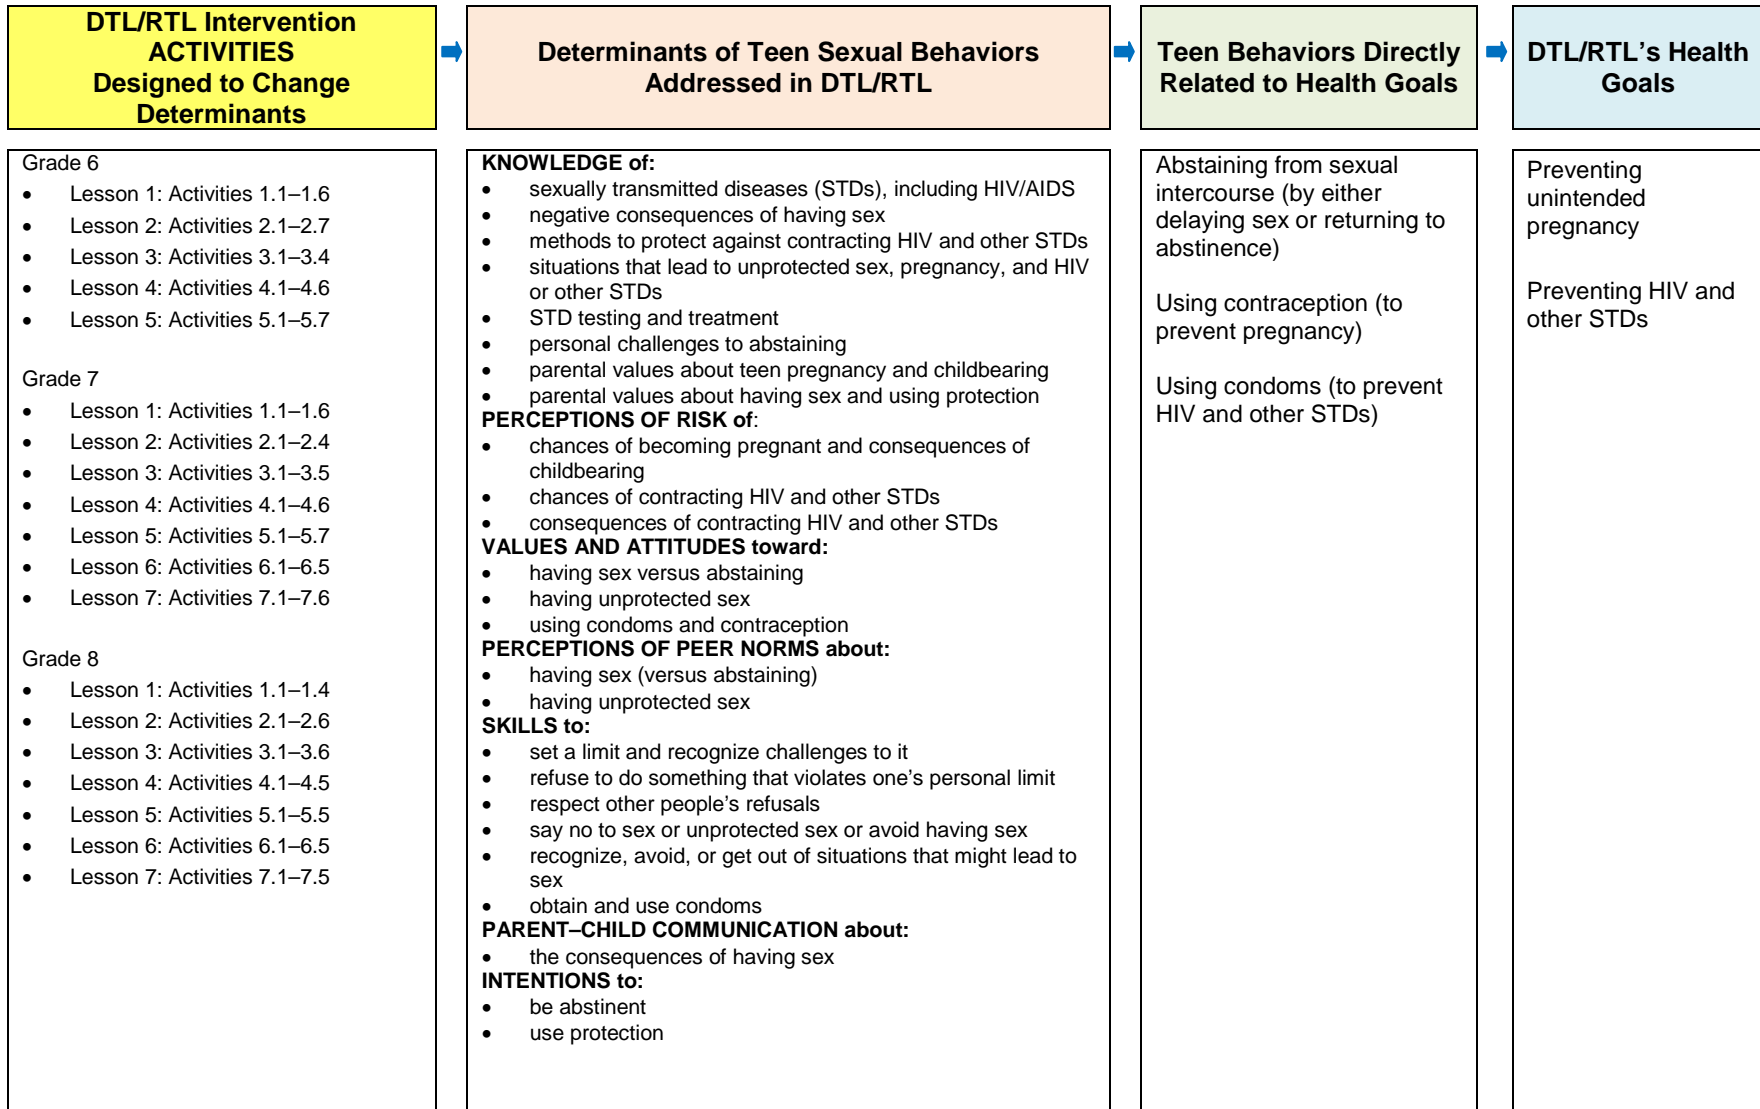 DTL/RTL Intervention
ACTIVITIES
Designed to Change
Determinants
Determinants of Teen Sexual Behaviors
Addressed in DTL/RTL
Teen Behaviors Directly
Related to Health Goals
DTL/RTL’s Health
Goals
Grade 6
• Lesson 1: Activities 1.1–1.6
• Lesson 2: Activities 2.1–2.7
• Lesson 3: Activities 3.1–3.4
• Lesson 4: Activities 4.1–4.6
• Lesson 5: Activities 5.1–5.7
Grade 7
• Lesson 1: Activities 1.1–1.6
• Lesson 2: Activities 2.1–2.4
• Lesson 3: Activities 3.1–3.5
• Lesson 4: Activities 4.1–4.6
• Lesson 5: Activities 5.1–5.7
• Lesson 6: Activities 6.1–6.5
• Lesson 7: Activities 7.1–7.6
Grade 8
• Lesson 1: Activities 1.1–1.4
• Lesson 2: Activities 2.1–2.6
• Lesson 3: Activities 3.1–3.6
• Lesson 4: Activities 4.1–4.5
• Lesson 5: Activities 5.1–5.5
• Lesson 6: Activities 6.1–6.5
• Lesson 7: Activities 7.1–7.5
KNOWLEDGE of:
• sexually transmitted diseases (STDs), including HIV/AIDS
• negative consequences of having sex
• methods to protect against contracting HIV and other STDs
• situations that lead to unprotected sex, pregnancy, and HIV
or other STDs
• STD testing and treatment
• personal challenges to abstaining
• parental values about teen pregnancy and childbearing
• parental values about having sex and using protection
PERCEPTIONS OF RISK of:
• chances of becoming pregnant and consequences of
childbearing
• chances of contracting HIV and other STDs
• consequences of contracting HIV and other STDs
VALUES AND ATTITUDES toward:
• having sex versus abstaining
• having unprotected sex
• using condoms and contraception
PERCEPTIONS OF PEER NORMS about:
• having sex (versus abstaining)
• having unprotected sex
SKILLS to:
• set a limit and recognize challenges to it
• refuse to do something that violates one’s personal limit
• respect other people’s refusals
• say no to sex or unprotected sex or avoid having sex
• recognize, avoid, or get out of situations that might lead to
sex
• obtain and use condoms
PARENT–CHILD COMMUNICATION about:
• the consequences of having sex
INTENTIONS to:
• be abstinent
• use protection
Abstaining from sexual
intercourse (by either
delaying sex or returning to
abstinence)
Using contraception (to
prevent pregnancy)
Using condoms (to prevent
HIV and other STDs)
Preventing
unintended
pregnancy
Preventing HIV and
other STDs